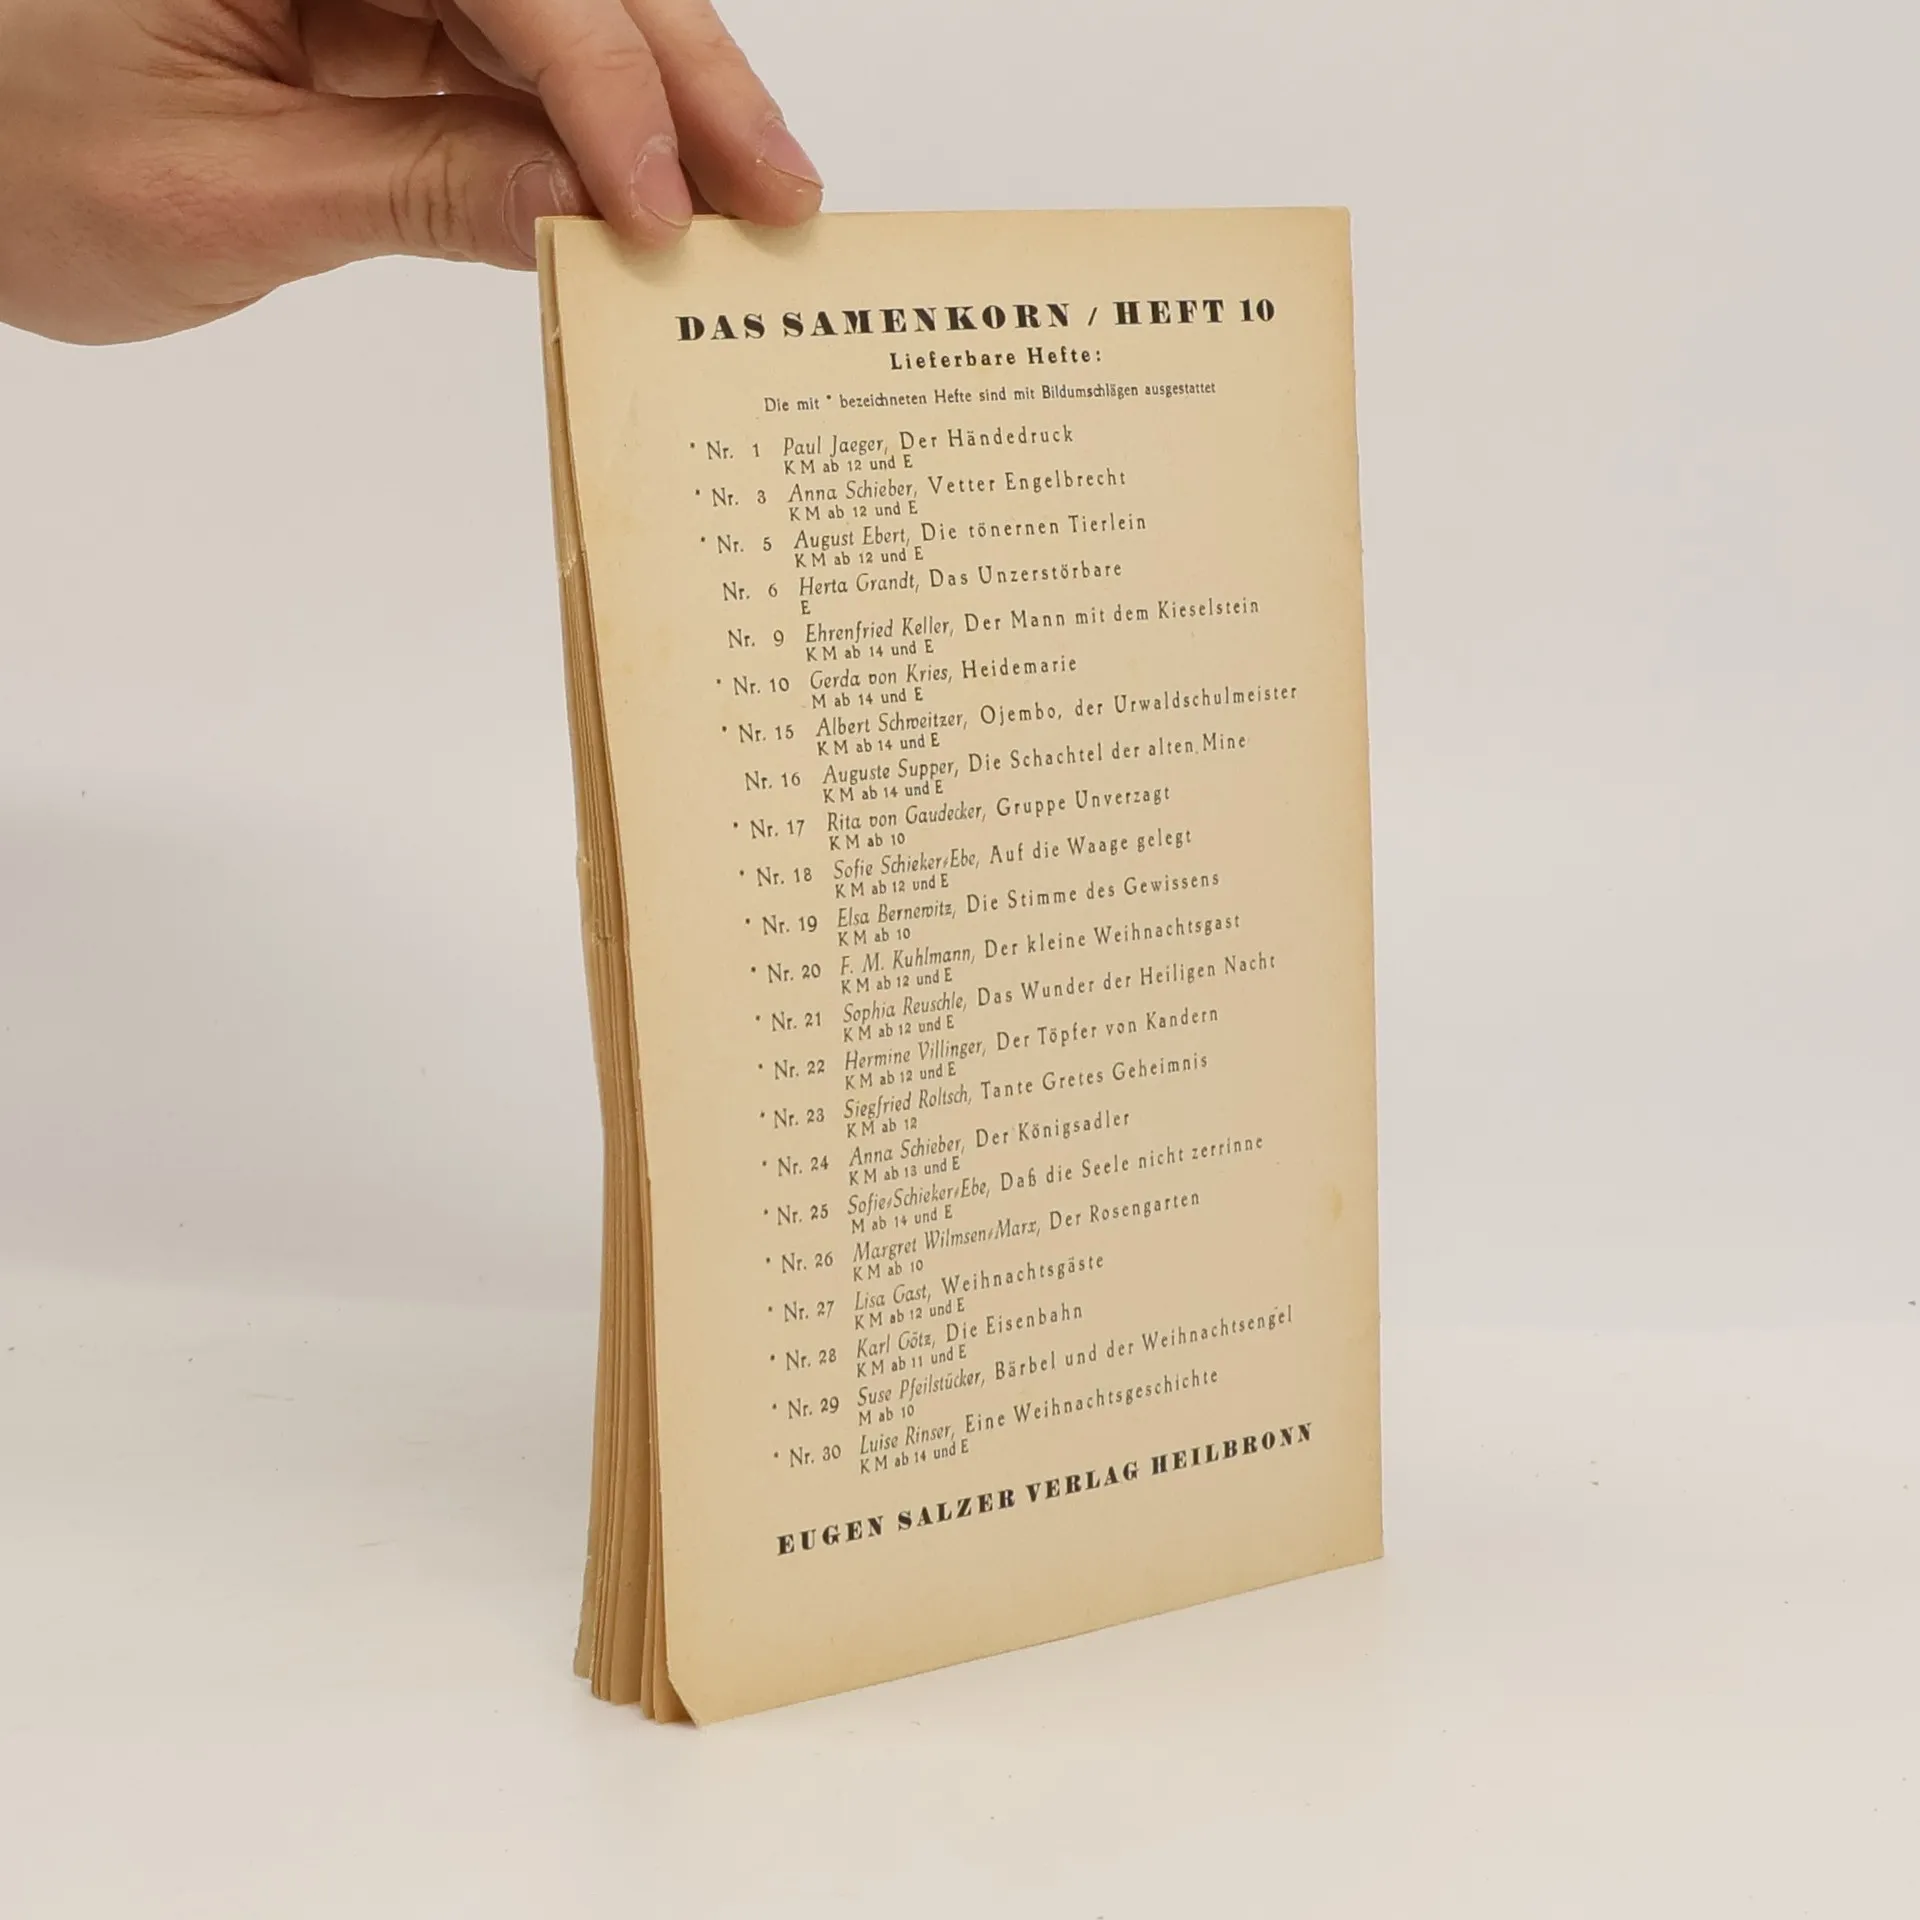 DAS SAMENKORN / HEFT 10
Lieferbare Hefte:
Die mit * bezeichneten Hefte sind mit Bildumschlägen ausgestattet
* Nr. 1 Paul Jaeger, Der Händedruck
K M ab 12 und E
* Nr. 3 Anna Schieber, Vetter Engelbrecht
K M ab 12 und E
* Nr. 5 August Ebert, Die tönernen Tierlein
K M ab 12 und E
Nr. 6 Herta Grandt, Das Unzerstörbare
E
Nr. 9 Ehrenfried Keller, Der Mann mit dem Kieselstein
K M ab 14 und E
* Nr. 10 Gerda von Kries, Heidemarie
M ab 14 und E
* Nr. 15 Albert Schweitzer, Ojembo, der Urwaldschulmeister
K M ab 14 und E
Nr. 16 Auguste Supper, Die Schachtel der alten Mine
K M ab 14 und E
* Nr. 17 Rita von Gaudecker, Gruppe Unverzagt
K M ab 10
* Nr. 18 Sofie Schieker-Ebe, Auf die Waage gelegt
K M ab 12 und E
* Nr. 19 Elsa Bernewitz, Die Stimme des Gewissens
K M ab 10
* Nr. 20 F. M. Kuhlmann, Der kleine Weihnachtsgast
K M ab 12 und E
* Nr. 21 Sophia Reuschle, Das Wunder der Heiligen Nacht
K M ab 12 und E
* Nr. 22 Hermine Villinger, Der Töpfer von Kandern
K M ab 12 und E
* Nr. 23 Siegfried Roltsch, Tante Gretes Geheimnis
K M ab 12
* Nr. 24 Anna Schieber, Der Königsadler
K M ab 13 und E
* Nr. 25 Sofie-Schieker-Ebe, Daß die Seele nicht zerrinne
M ab 14 und E
* Nr. 26 Margret Wilmsen-Marx, Der Rosengarten
K M ab 10
* Nr. 27 Lisa Gast, Weihnachtsgäste
K M ab 12 und E
* Nr. 28 Karl Götz, Die Eisenbahn
K M ab 11 und E
* Nr. 29 Suse Pfeilstücker, Bärbel und der Weihnachtsengel
M ab 10
* Nr. 30 Luise Rinser, Eine Weihnachtsgeschichte
K M ab 14 und E
EUGEN SALZER VERLAG HEILBRONN